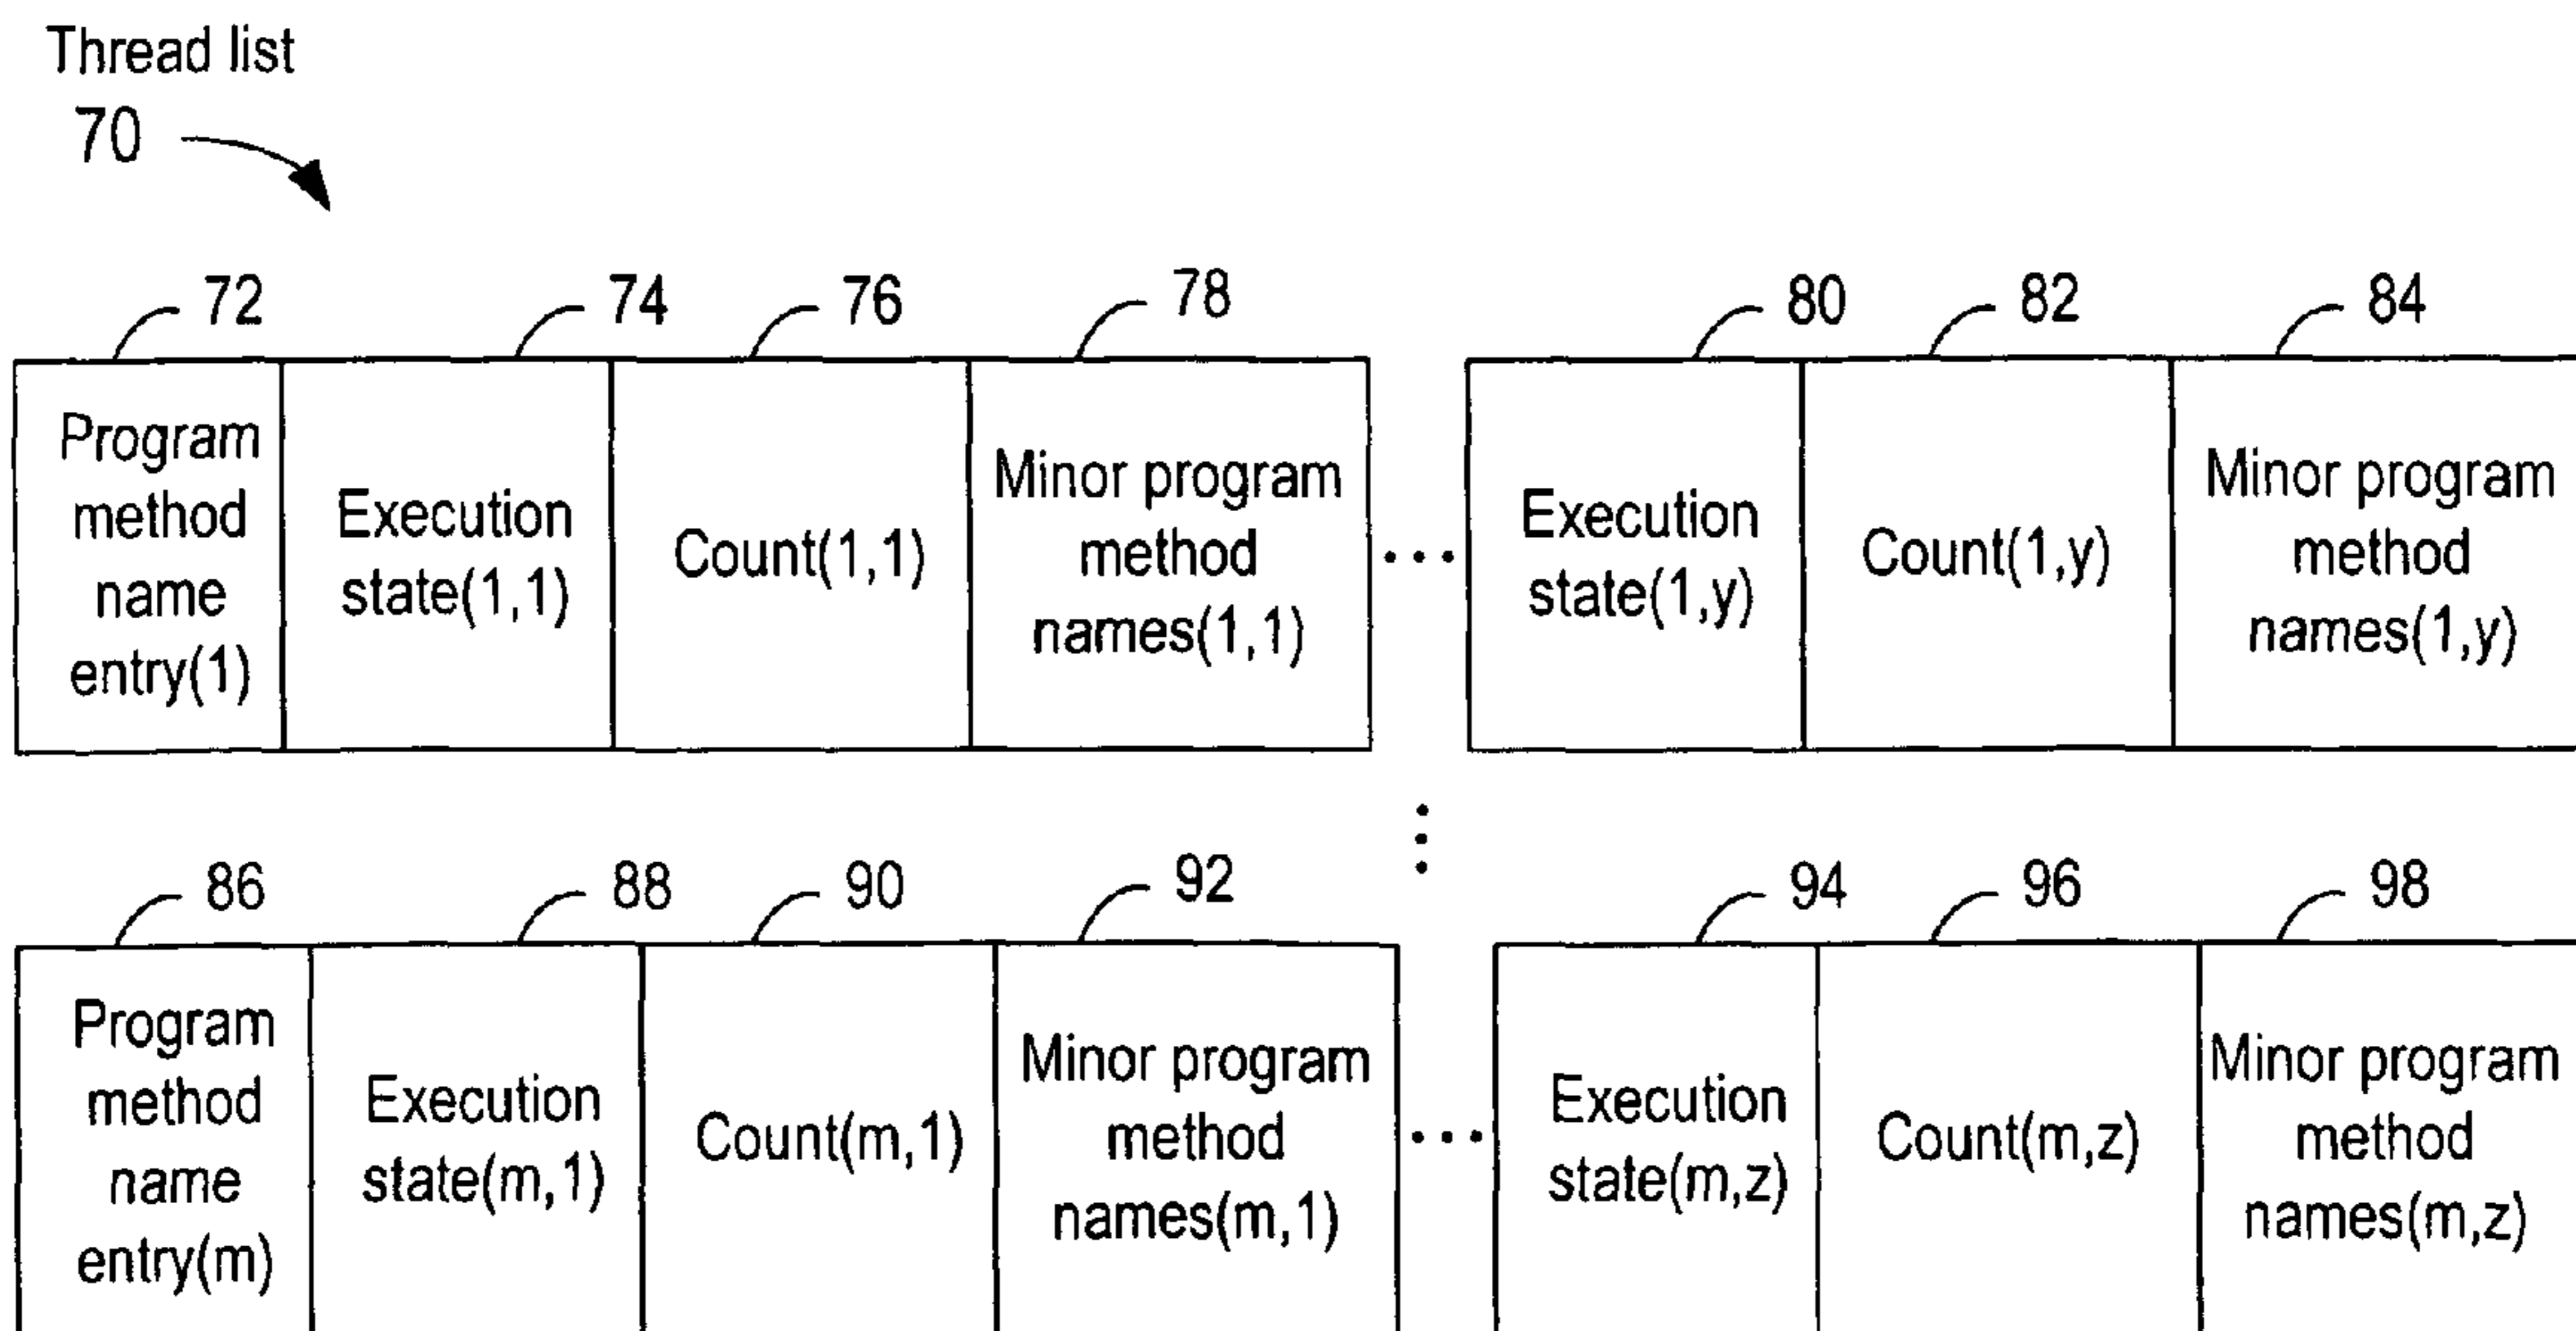 Thread list
70
72
74
76
78
80
82
84
Program
method
name
entry(1)
Execution
state(1,1)
Count(1,1)
Minor program
method
names(1,1)
...
Execution
state(1,y)
Count(1,y)
Minor program
method
names(1,y)
86
88
90
92
94
96
98
Program
method
name
entry(m)
Execution
state(m,1)
Count(m,1)
Minor program
method
names(m,1)
...
Execution
state(m,z)
Count(m,z)
Minor program
method
names(m,z)